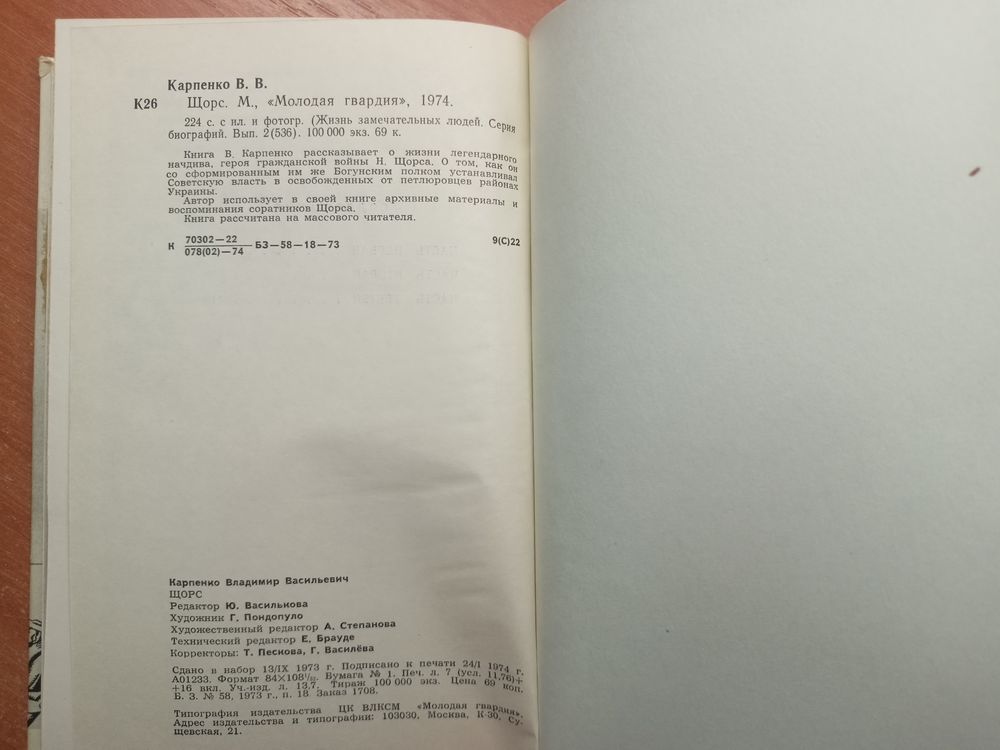 Карпенко В. В.
К26 Щорс. М., «Молодая гвардия», 1974.
224 с. с ил. и фотогр. (Жизнь замечательных людей. Серия
биографий. Вып. 2(536). 100 000 экз. 69 к.
Книга В. Карпенко рассказывает о жизни легендарного
начдива, героя гражданской войны Н. Щорса. О том, как он
со сформированным им же Богунским полком устанавливал
Советскую власть в освобожденных от петлюровцев районах
Украины.
Автор использует в своей книге архивные материалы и
воспоминания соратников Щорса.
Книга рассчитана на массового читателя.
К 70302—22
078(02)—74 БЗ—58—18—73 9(С)22
Карпенко Владимир Васильевич
ЩОРС
Редактор Ю. Василькова
Художник Г. Пондопуло
Художественный редактор А. Степанова
Технический редактор Е. Брауде
Корректоры: Т. Пескова, Г. Василёва
Сдано в набор 13/IX 1973 г. Подписано к печати 24/I 1974 г.
А01233. Формат 84×108¹/₃₂. Бумага № 1. Печ. л. 7 (усл. 11,76)+
+16 вкл. Уч.-изд. л. 13,7. Тираж 100 000 экз. Цена 69 коп.
Б. З. № 58, 1973 г., п. 18. Заказ 1708.
Типография издательства ЦК ВЛКСМ «Молодая гвардия».
Адрес издательства и типографии: 103030, Москва, К-30, Су-
щевская, 21.